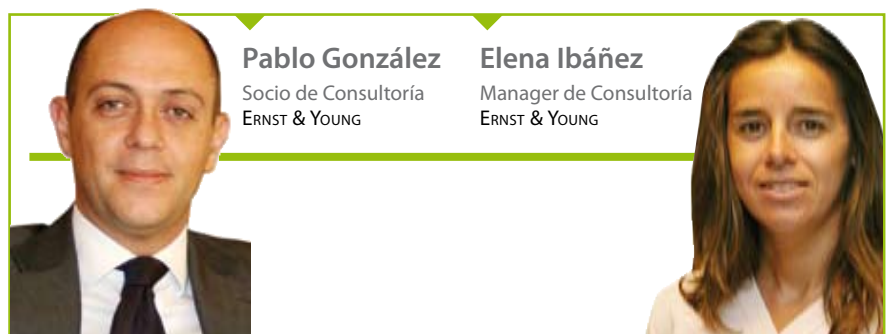 Pablo González
Socio de Consultoría
ERNST & YOUNG
Elena Ibáñez
Manager de Consultoría
ERNST & YOUNG